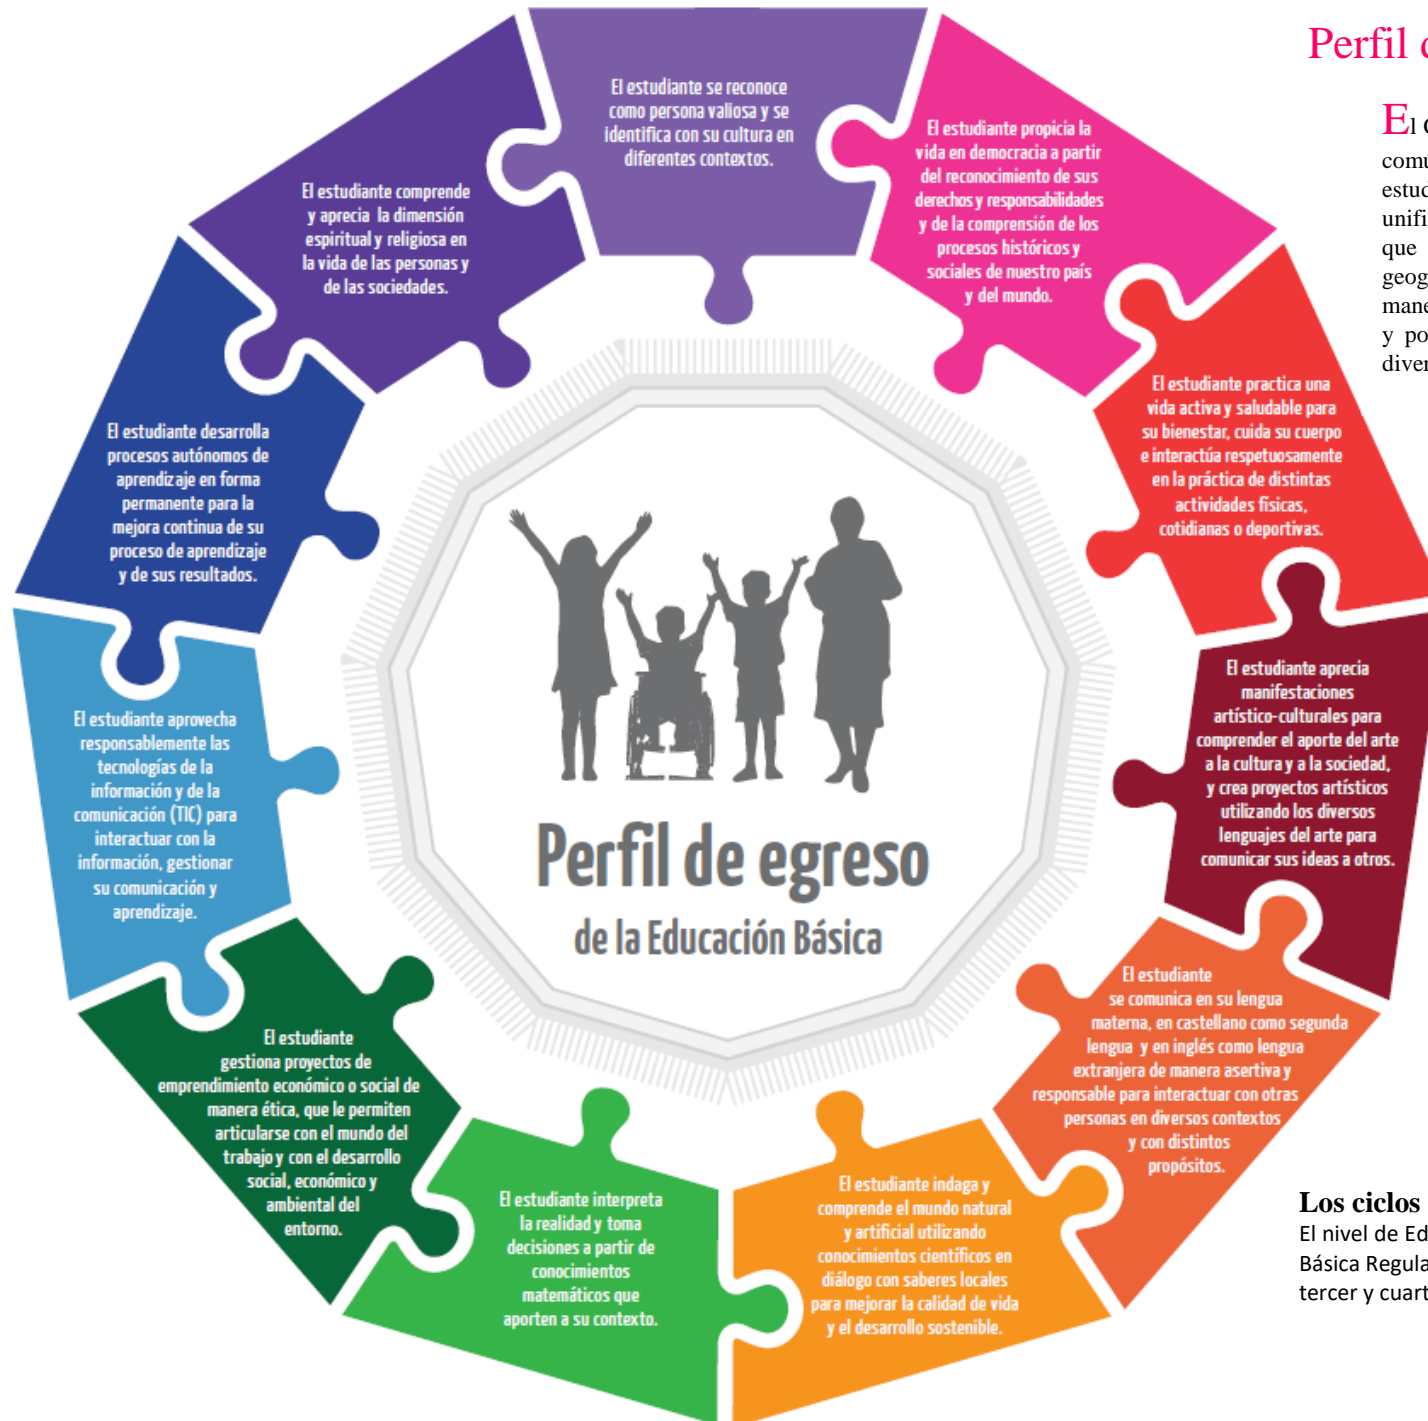 El estudiante se reconoce
como persona valiosa y se
identifica con su cultura en
diferentes contextos.
El estudiante propicia la
vida en democracia a partir
del reconocimiento de sus
derechos y responsabilidades
y de la comprensión de los
procesos históricos y
sociales de nuestro país
y del mundo.
El estudiante practica una
vida activa y saludable para
su bienestar, cuida su cuerpo
e interactúa respetuosamente
en la práctica de distintas
actividades físicas,
cotidianas o deportivas.
El estudiante aprecia
manifestaciones
artístico-culturales para
comprender el aporte del arte
a la cultura y a la sociedad,
y crea proyectos artísticos
utilizando los diversos
lenguajes del arte para
comunicar sus ideas a otros.
El estudiante
se comunica en su lengua
materna, en castellano como segunda
lengua y en inglés como lengua
extranjera de manera asertiva y
responsable para interactuar con otras
personas en diversos contextos
y con distintos
propósitos.
El estudiante indaga y
comprende el mundo natural
y artificial utilizando
conocimientos científicos en
diálogo con saberes locales
para mejorar la calidad de vida
y el desarrollo sostenible.
El estudiante interpreta
la realidad y toma
decisiones a partir de
conocimientos
matemáticos que
aporten a su contexto.
El estudiante
gestiona proyectos de
emprendimiento económico o social de
manera ética, que le permiten
articularse con el mundo del
trabajo y con el desarrollo
social, económico y
ambiental del
entorno.
El estudiante aprovecha
responsablemente las
tecnologías de la
información y de la
comunicación (TIC) para
interactuar con la
información, gestionar
su comunicación y
aprendizaje.
El estudiante desarrolla
procesos autónomos de
aprendizaje en forma
permanente para la
mejora continua de su
proceso de aprendizaje
y de sus resultados.
El estudiante comprende
y aprecia la dimensión
espiritual y religiosa en
la vida de las personas y
de las sociedades.
Perfil de egreso
de la Educación Básica
Perfil
El
comu
estud
unifi
que
geog
mane
y po
diver
Los ciclos
El nivel de Ed
Básica Regula
tercer y cuart